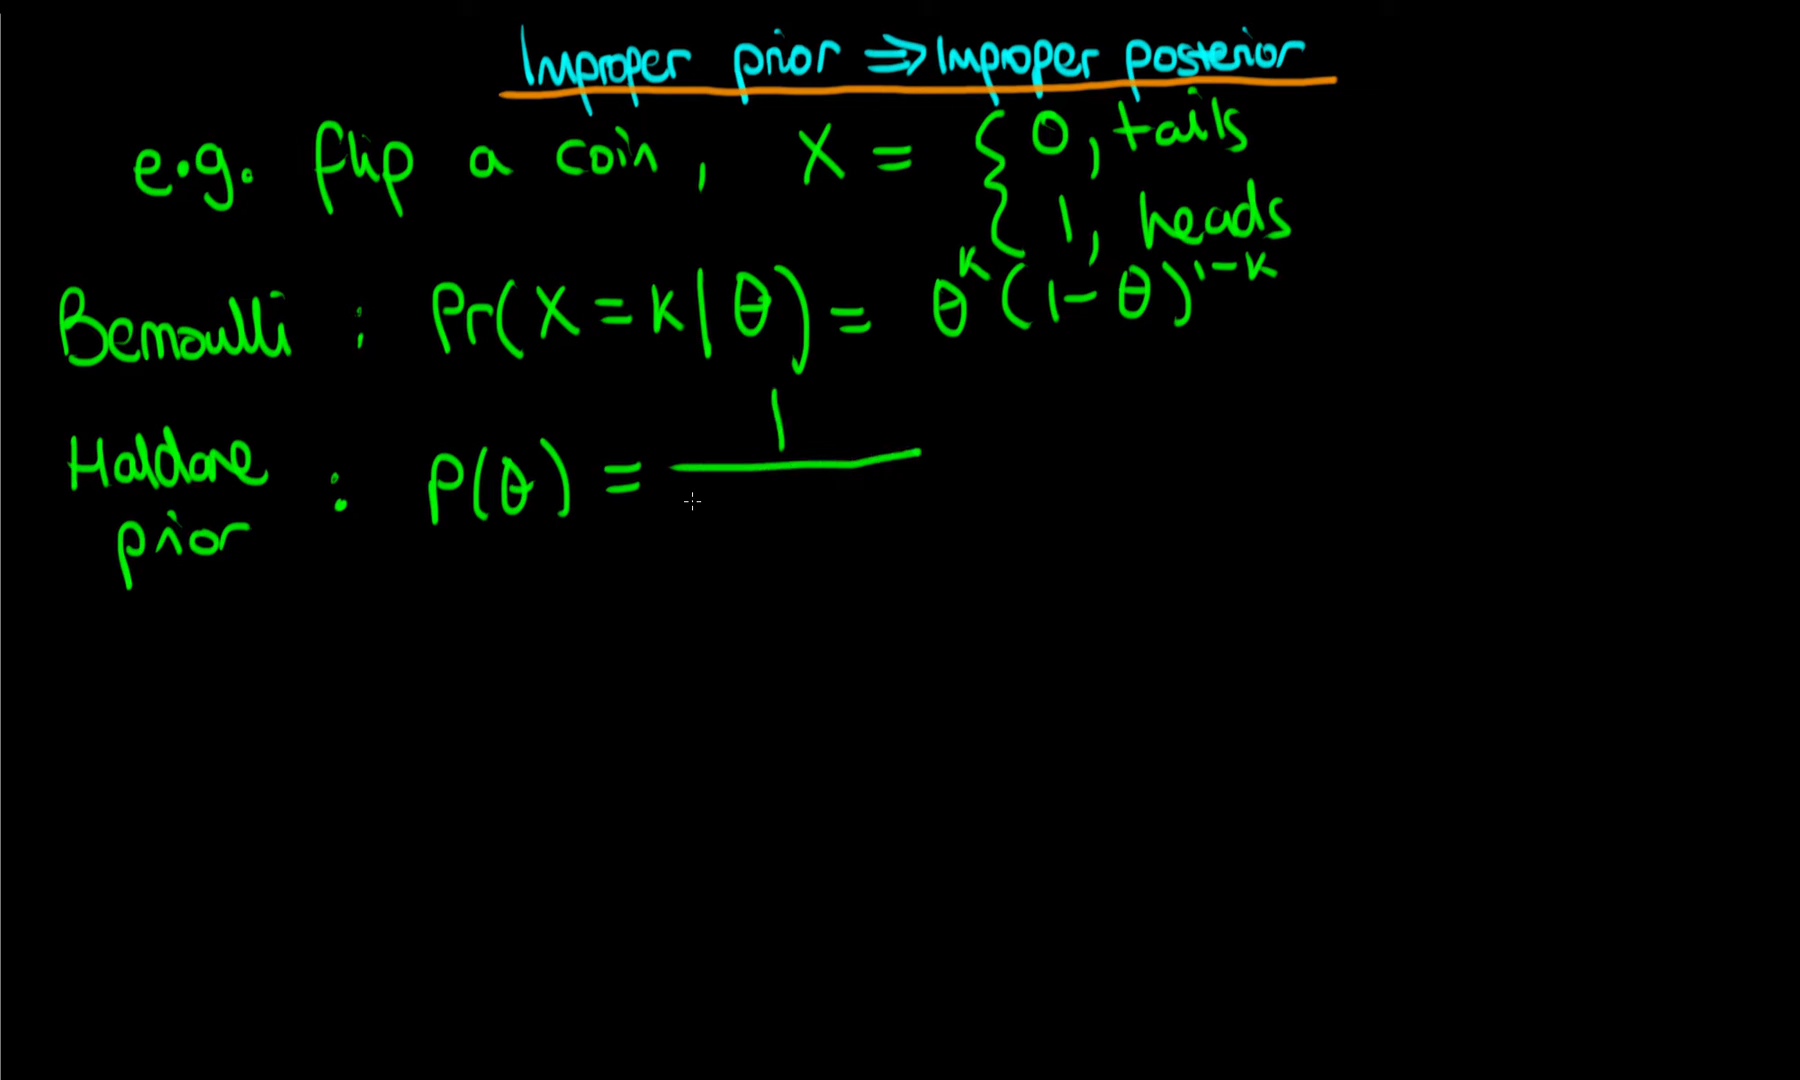 Improper prior ⇒ Improper posterior
e.g. flip a coin, X = { 0, tails
1, heads
Bernoulli : Pr(X = K | θ) = θ^K (1 - θ)^1-K
Haldane prior : P(θ) = 1/